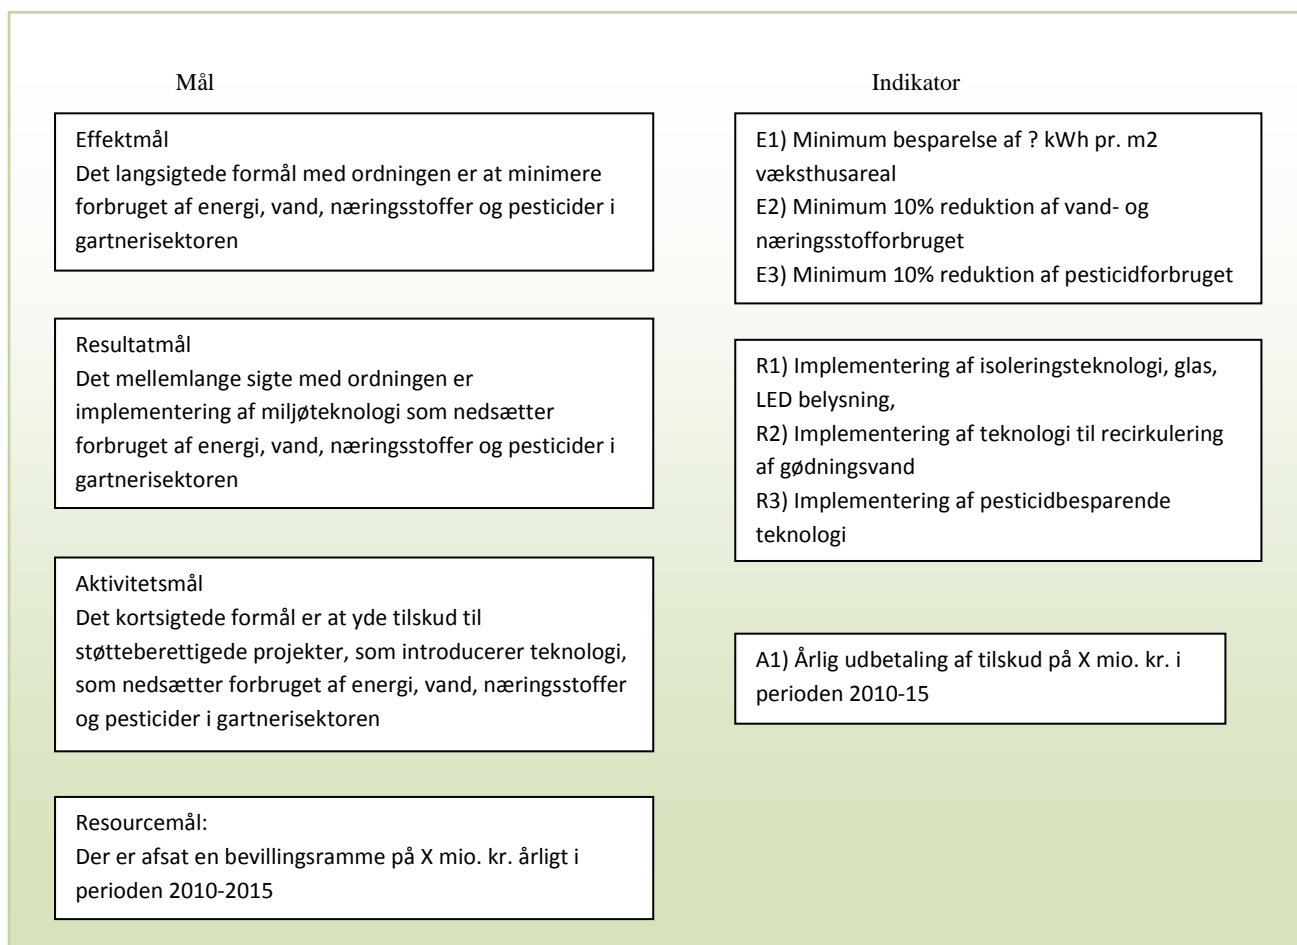 Mål
Indikator
Effektmål
Det langsigtede formål med ordningen er at minimere
forbruget af energi, vand, næringsstoffer og pesticider i
gartnerisektoren
E1) Minimum besparelse af ? kWh pr. m2
væksthusareal
E2) Minimum 10% reduktion af vand- og
næringsstofforbruget
E3) Minimum 10% reduktion af pesticidforbruget
Resultatmål
Det mellemlange sigte med ordningen er
implementering af miljøteknologi som nedsætter
forbruget af energi, vand, næringsstoffer og pesticider i
gartnerisektoren
R1) Implementering af isoleringsteknologi, glas,
LED belysning,
R2) Implementering af teknologi til recirkulering
af gødningsvand
R3) Implementering af pesticidbesparende
teknologi
Aktivitetsmål
Det kortsigtede formål er at yde tilskud til
støtteberettigede projekter, som introducerer teknologi,
som nedsætter forbruget af energi, vand, næringsstoffer
og pesticider i gartnerisektoren
A1) Årlig udbetaling af tilskud på X mio. kr. i
perioden 2010-15
Resourcemål:
Der er afsat en bevillingsramme på X mio. kr. årligt i
perioden 2010-2015